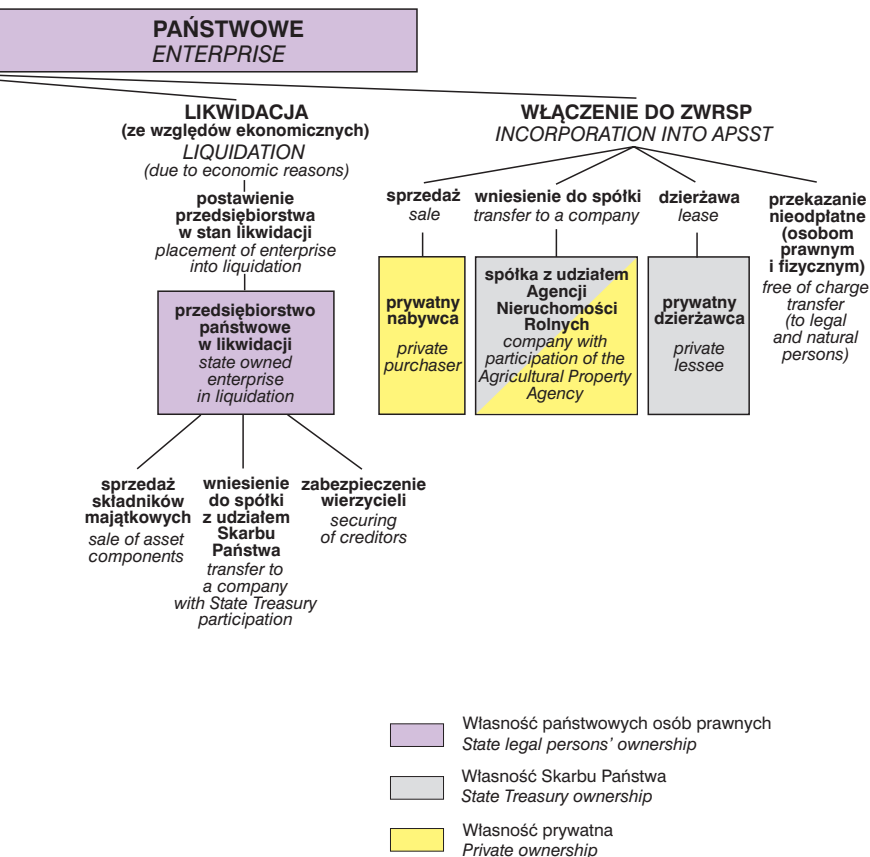 PAŃSTWOWE
ENTERPRISE
LIKWIDACJA
(ze względów ekonomicznych)
LIQUIDATION
(due to economic reasons)
postawienie
przedsiębiorstwa
w stan likwidacji
placement of enterprise
into liquidation
przedsiębiorstwo
państwowe
w likwidacji
state owned
enterprise
in liquidation
sprzedaż
składników
majątkowych
sale of asset
components
wniesienie
do spółki
z udziałem
Skarbu
Państwa
transfer to
a company
with State Treasury
participation
zabezpieczenie
wierzycieli
securing
of creditors
WŁĄCZENIE DO ZWRSP
INCORPORATION INTO APSST
sprzedaż
sale
prywatny
nabywca
private
purchaser
wniesienie do spółki
transfer to a company
spółka z udziałem
Agencji
Nieruchomości
Rolnych
company with
participation of the
Agricultural Property
Agency
dzierżawa
lease
prywatny
dzierżawca
private
lessee
przekazanie
nieodpłatne
(osobom
prawnym
i fizycznym)
free of charge
transfer
(to legal
and natural
persons)
Własność państwowych osób prawnych
State legal persons' ownership
Własność Skarbu Państwa
State Treasury ownership
Własność prywatna
Private ownership